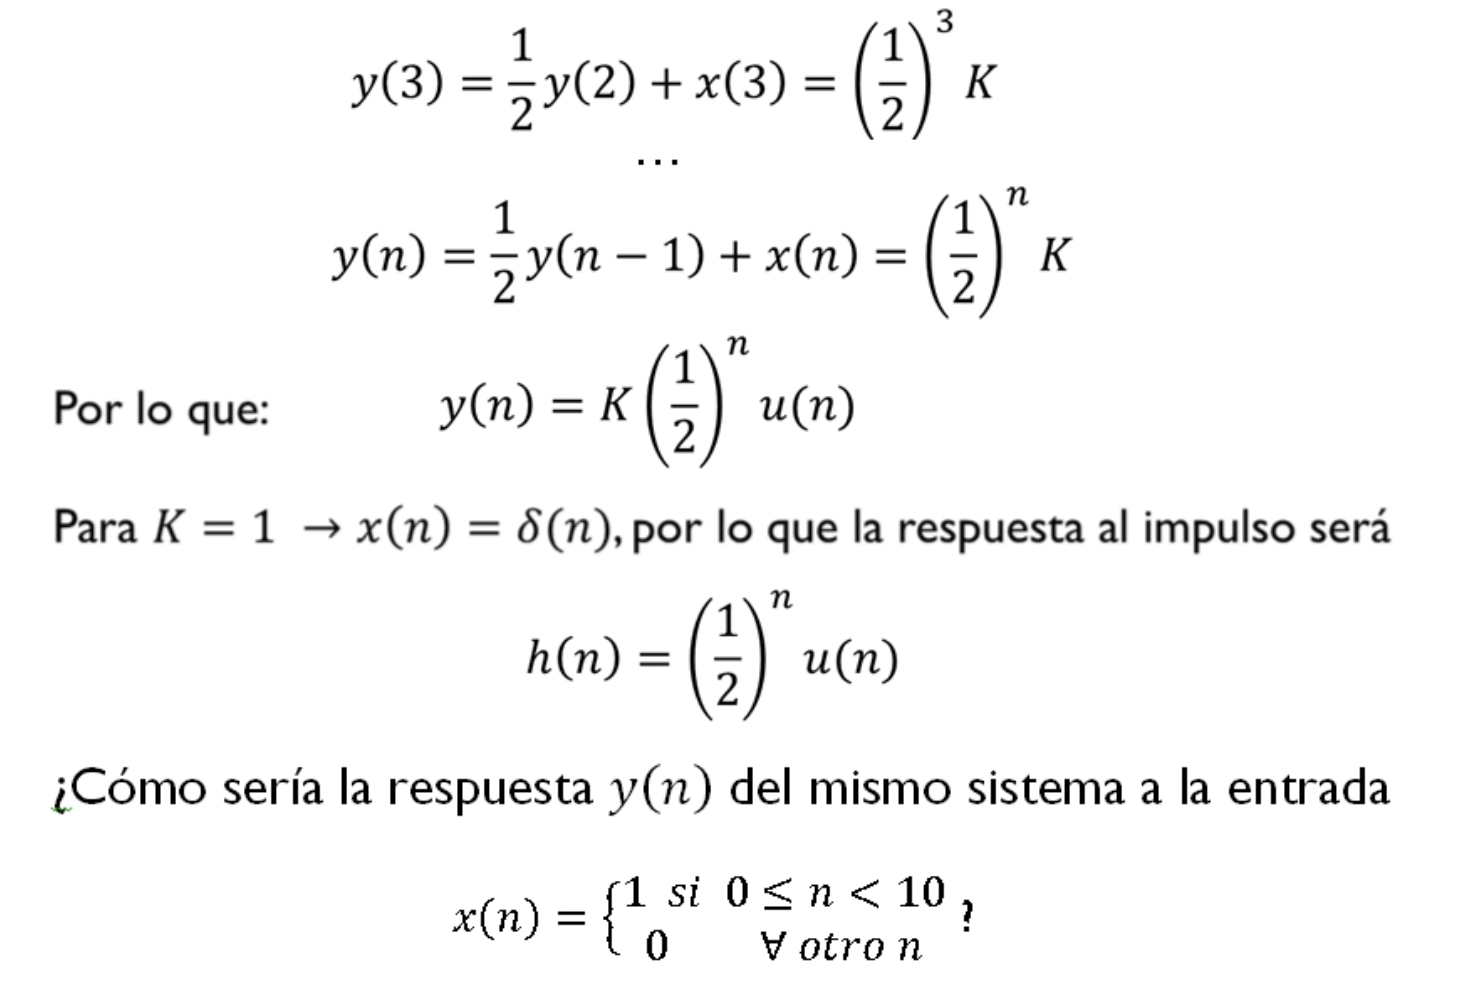 y(3) = 1/2 y(2) + x(3) = (1/2)^3 K
...
y(n) = 1/2 y(n − 1) + x(n) = (1/2)^n K
Por lo que: y(n) = K (1/2)^n u(n)
Para K = 1 → x(n) = δ(n), por lo que la respuesta al impulso será
h(n) = (1/2)^n u(n)
¿Cómo sería la respuesta y(n) del mismo sistema a la entrada
x(n) = {1 si 0 ≤ n < 10
0 ∀ otro n ?